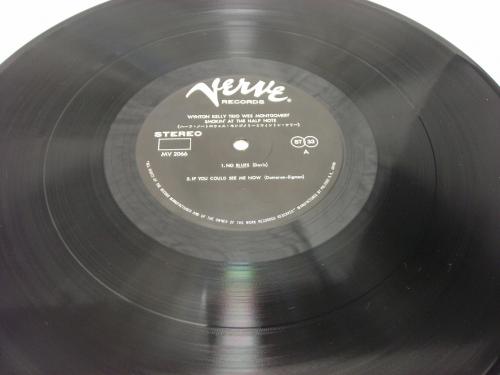 Verve
RECORDS
WYNTON KELLY TRIO WES MONTGOMERY
SMOKIN' AT THE HALF NOTE
STEREO
MV 2066
ST 33
A
1.NO BLUES (Davis)
2.IF YOU COULD SEE ME NOW (Dameron-Sigman)